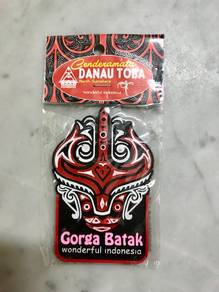 Cenderamata
DANAU TOBA
North Sumatera
Gorga Batak
wonderful indonesia